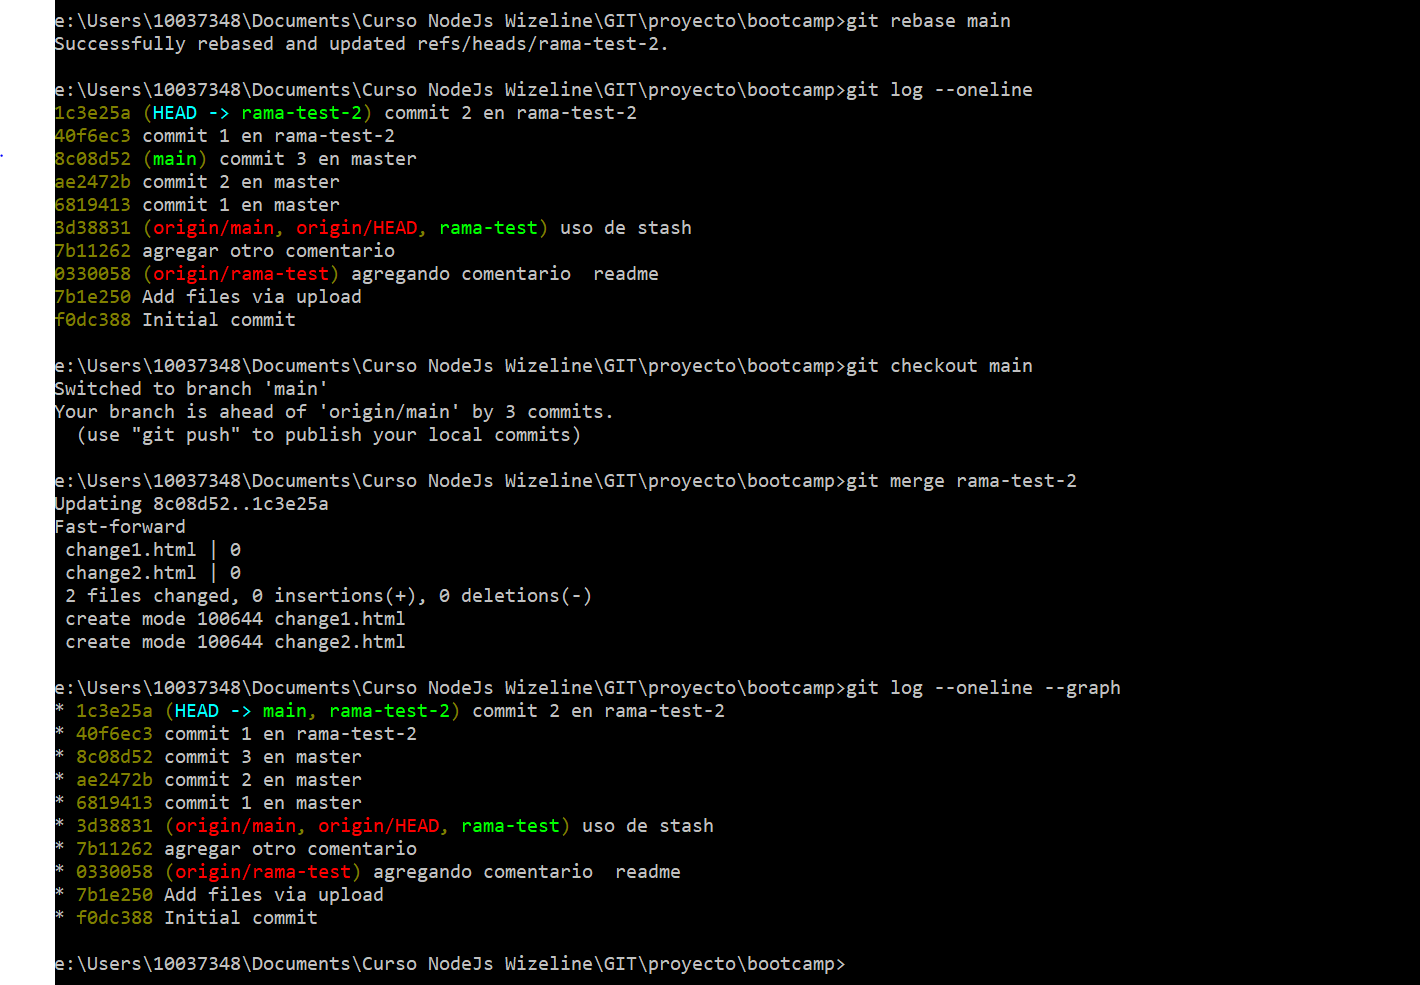 e:\Users\10037348\Documents\Curso NodeJs Wizeline\GIT\proyecto\bootcamp>git rebase main
Successfully rebased and updated refs/heads/rama-test-2.
e:\Users\10037348\Documents\Curso NodeJs Wizeline\GIT\proyecto\bootcamp>git log --oneline
1c3e25a (HEAD -> rama-test-2) commit 2 en rama-test-2
40f6ec3 commit 1 en rama-test-2
8c08d52 (main) commit 3 en master
ae2472b commit 2 en master
6819413 commit 1 en master
3d38831 (origin/main, origin/HEAD, rama-test) uso de stash
7b11262 agregar otro comentario
0330058 (origin/rama-test) agregando comentario  readme
7b1e250 Add files via upload
f0dc388 Initial commit
e:\Users\10037348\Documents\Curso NodeJs Wizeline\GIT\proyecto\bootcamp>git checkout main
Switched to branch 'main'
Your branch is ahead of 'origin/main' by 3 commits.
  (use "git push" to publish your local commits)
e:\Users\10037348\Documents\Curso NodeJs Wizeline\GIT\proyecto\bootcamp>git merge rama-test-2
Updating 8c08d52..1c3e25a
Fast-forward
 change1.html | 0
 change2.html | 0
 2 files changed, 0 insertions(+), 0 deletions(-)
 create mode 100644 change1.html
 create mode 100644 change2.html
e:\Users\10037348\Documents\Curso NodeJs Wizeline\GIT\proyecto\bootcamp>git log --oneline --graph
* 1c3e25a (HEAD -> main, rama-test-2) commit 2 en rama-test-2
* 40f6ec3 commit 1 en rama-test-2
* 8c08d52 commit 3 en master
* ae2472b commit 2 en master
* 6819413 commit 1 en master
* 3d38831 (origin/main, origin/HEAD, rama-test) uso de stash
* 7b11262 agregar otro comentario
* 0330058 (origin/rama-test) agregando comentario  readme
* 7b1e250 Add files via upload
* f0dc388 Initial commit
e:\Users\10037348\Documents\Curso NodeJs Wizeline\GIT\proyecto\bootcamp>